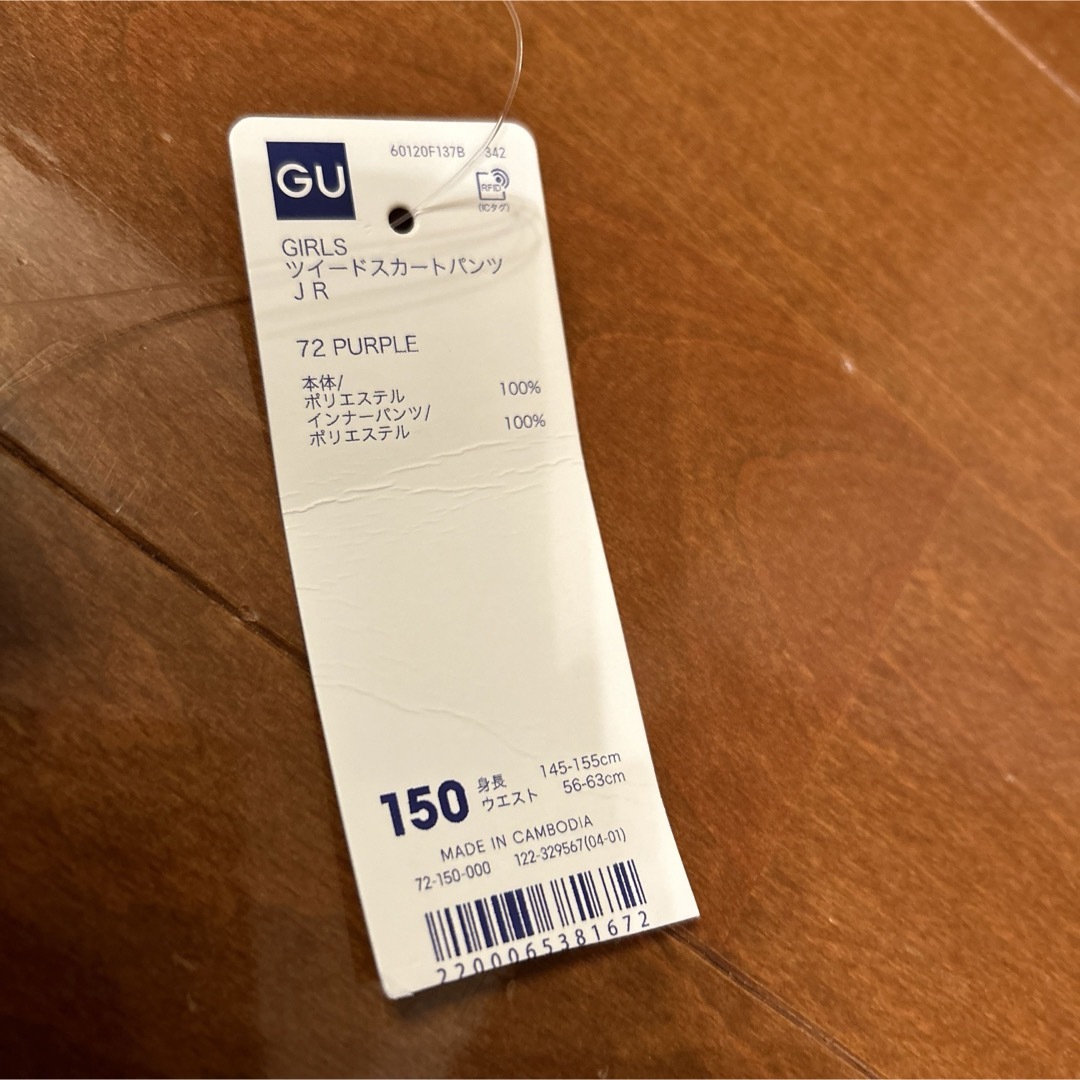 GU
60120F137B 342
RFID
(ICタグ)
GIRLS
ツイードスカートパンツ
JR
72 PURPLE
本体/
ポリエステル 100%
インナーパンツ/
ポリエステル 100%
150 身長 145-155cm
ウエスト 56-63cm
MADE IN CAMBODIA
72-150-000 122-329567(04-01)
2200065381672